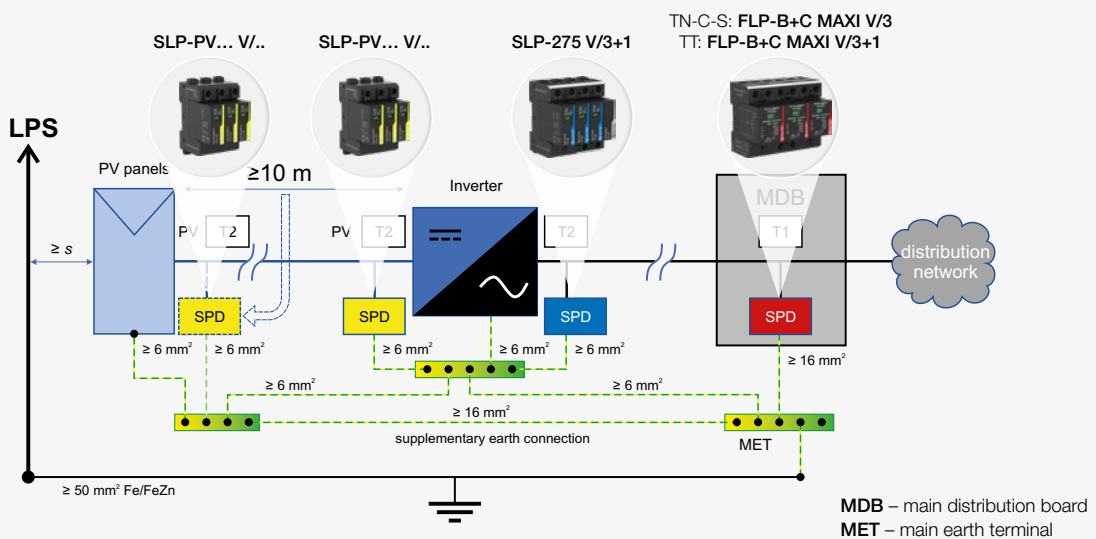 TN-C-S: FLP-B+C MAXI V/3
TT: FLP-B+C MAXI V/3+1
SLP-PV... V/..
SLP-PV... V/..
SLP-275 V/3+1
LPS
PV panels
≥10 m
Inverter
MDB
≥ s
PV T2
PV T2
T2
T1
distribution
network
SPD
SPD
SPD
SPD
≥ 6 mm²
≥ 6 mm²
≥ 6 mm²
≥ 6 mm²
≥ 6 mm²
≥ 16 mm²
≥ 6 mm²
≥ 6 mm²
≥ 16 mm²
supplementary earth connection
MET
≥ 50 mm² Fe/FeZn
MDB – main distribution board
MET – main earth terminal